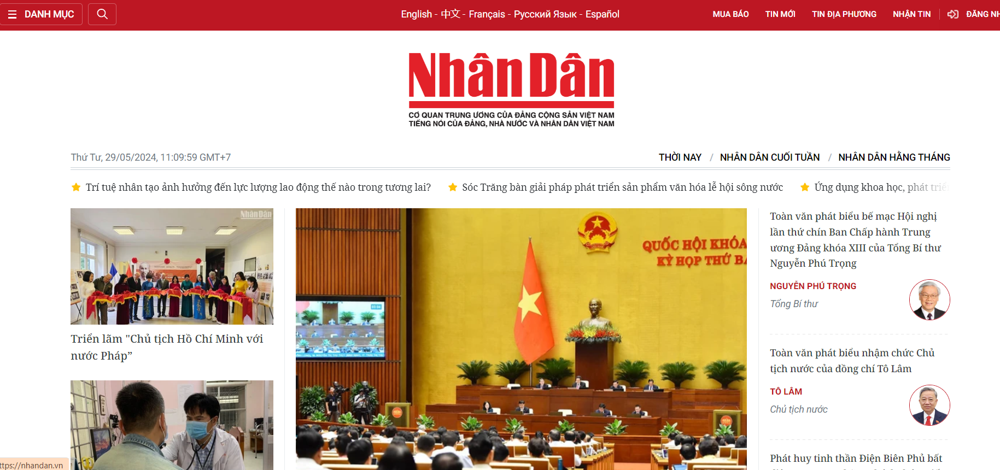 DANH MỤC
English - 中文 - Français - Русский Язык - Español
MUA BÁO
TIN MỚI
TIN ĐỊA PHƯƠNG
NHẬN TIN
ĐĂNG NH
Nhân Dân
CƠ QUAN TRUNG ƯƠNG CỦA ĐẢNG CỘNG SẢN VIỆT NAM
TIẾNG NÓI CỦA ĐẢNG, NHÀ NƯỚC VÀ NHÂN DÂN VIỆT NAM
Thứ Tư, 29/05/2024, 11:09:59 GMT+7
THỜI NAY / NHÂN DÂN CUỐI TUẦN / NHÂN DÂN HẰNG THÁNG
Trí tuệ nhân tạo ảnh hưởng đến lực lượng lao động thế nào trong tương lai?
Sóc Trăng bàn giải pháp phát triển sản phẩm văn hóa lễ hội sông nước
Ứng dụng khoa học, phát triể
Nhân Dân
Triển lãm "Chủ tịch Hồ Chí Minh với
nước Pháp”
QUỐC HỘI KHÓA
KỲ HỌP THỨ BẢ
Toàn văn phát biểu bế mạc Hội nghị
lần thứ chín Ban Chấp hành Trung
ương Đảng khóa XIII của Tổng Bí thư
Nguyễn Phú Trọng
NGUYỄN PHÚ TRỌNG
Tổng Bí thư
Toàn văn phát biểu nhậm chức Chủ
tịch nước của đồng chí Tô Lâm
TÔ LÂM
Chủ tịch nước
Phát huy tinh thần Điện Biên Phủ bất
ttps://nhandan.vn